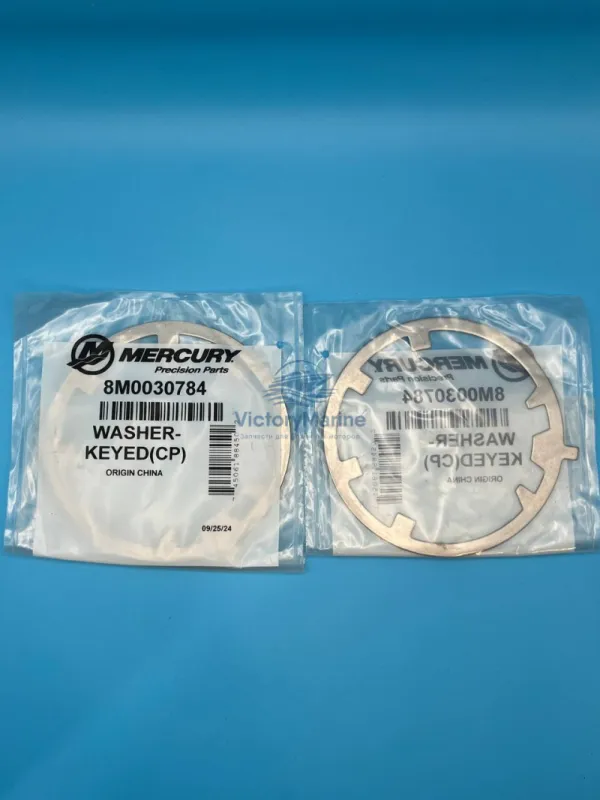 MERCURY
Precision Parts
8M0030784
WASHER-
KEYED(CP)
ORIGIN CHINA
09/25/24
MERCURY
Precision Parts
8M0030784
WASHER-
KEYED(CP)
ORIGIN CHINA
VictoryMarine